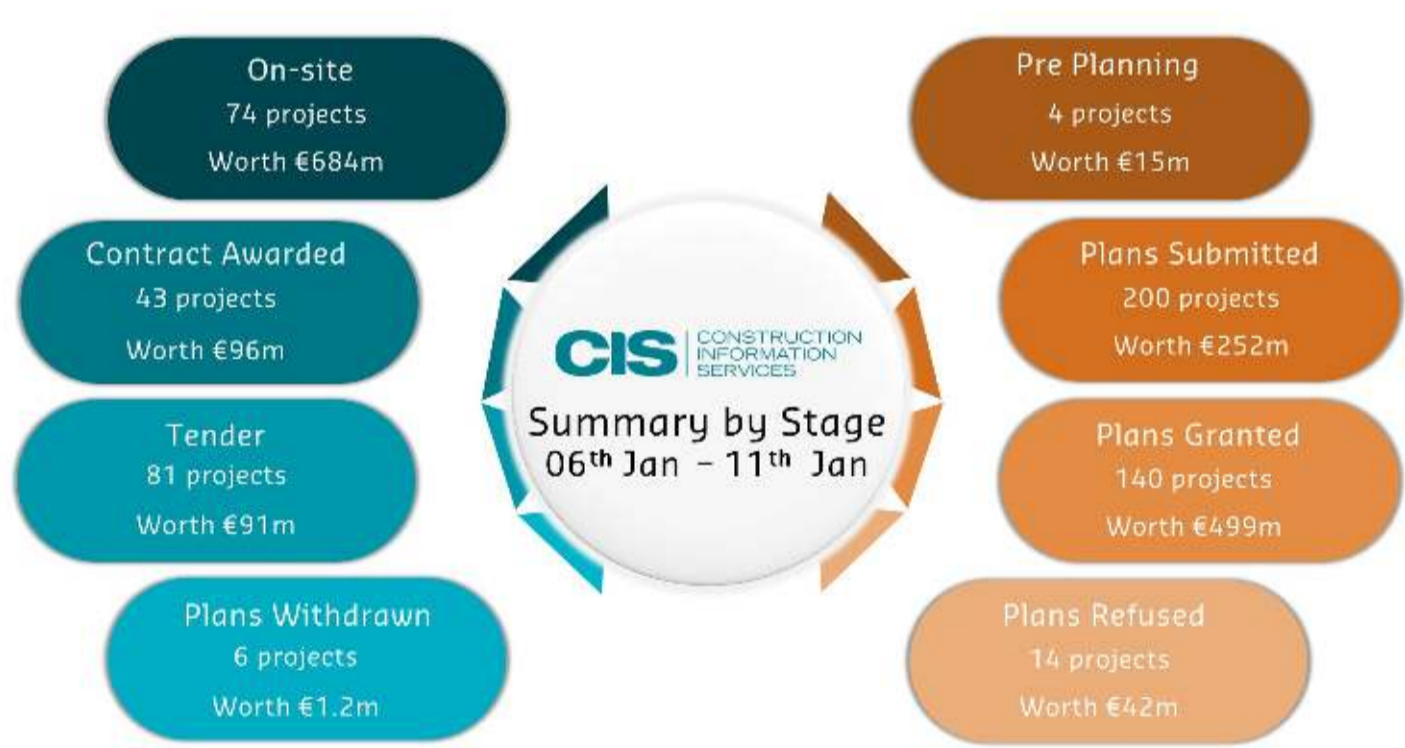 On-site
74 projects
Worth €684m
Contract Awarded
43 projects
Worth €96m
Tender
81 projects
Worth €91m
Plans Withdrawn
6 projects
Worth €1.2m
CIS CONSTRUCTION
INFORMATION
SERVICES
Summary by Stage
06th Jan – 11th Jan
Pre Planning
4 projects
Worth €15m
Plans Submitted
200 projects
Worth €252m
Plans Granted
140 projects
Worth €499m
Plans Refused
14 projects
Worth €42m